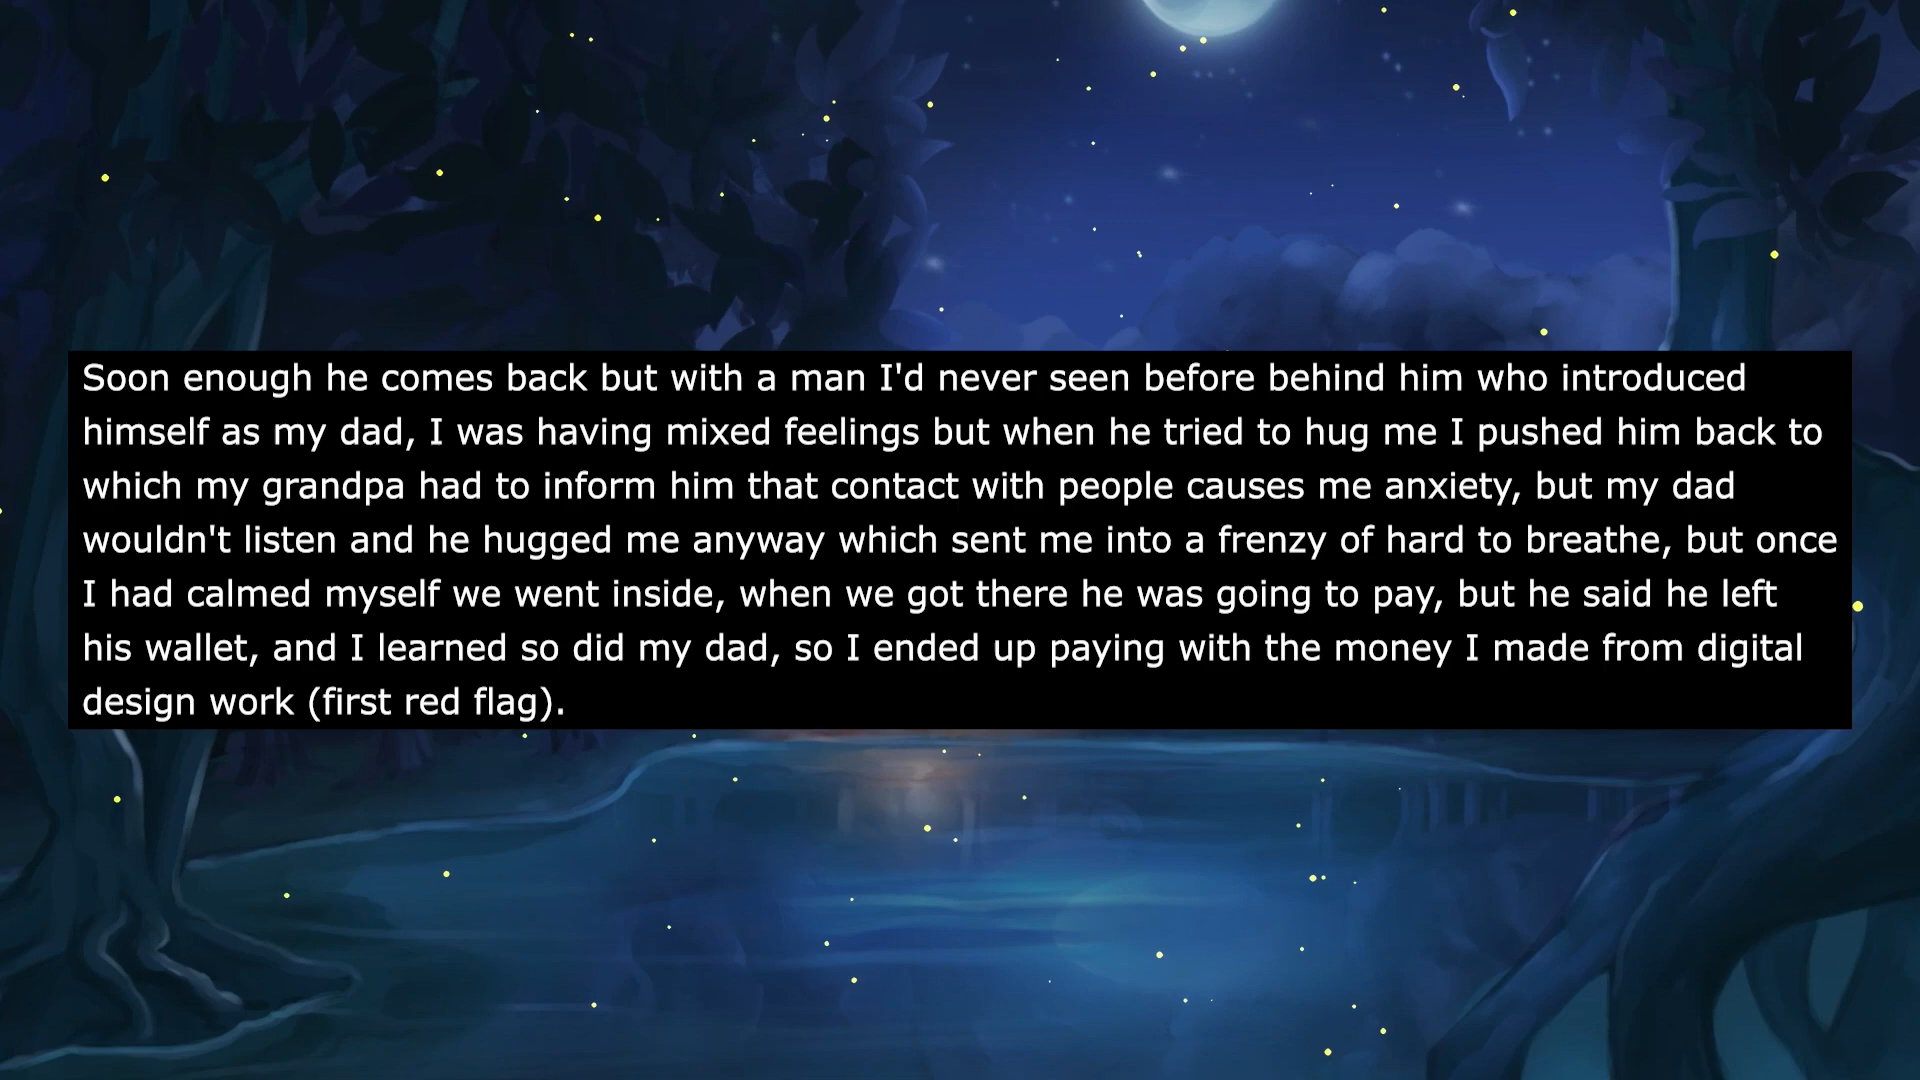 Soon enough he comes back but with a man I'd never seen before behind him who introduced
himself as my dad, I was having mixed feelings but when he tried to hug me I pushed him back to
which my grandpa had to inform him that contact with people causes me anxiety, but my dad
wouldn't listen and he hugged me anyway which sent me into a frenzy of hard to breathe, but once
I had calmed myself we went inside, when we got there he was going to pay, but he said he left
his wallet, and I learned so did my dad, so I ended up paying with the money I made from digital
design work (first red flag).